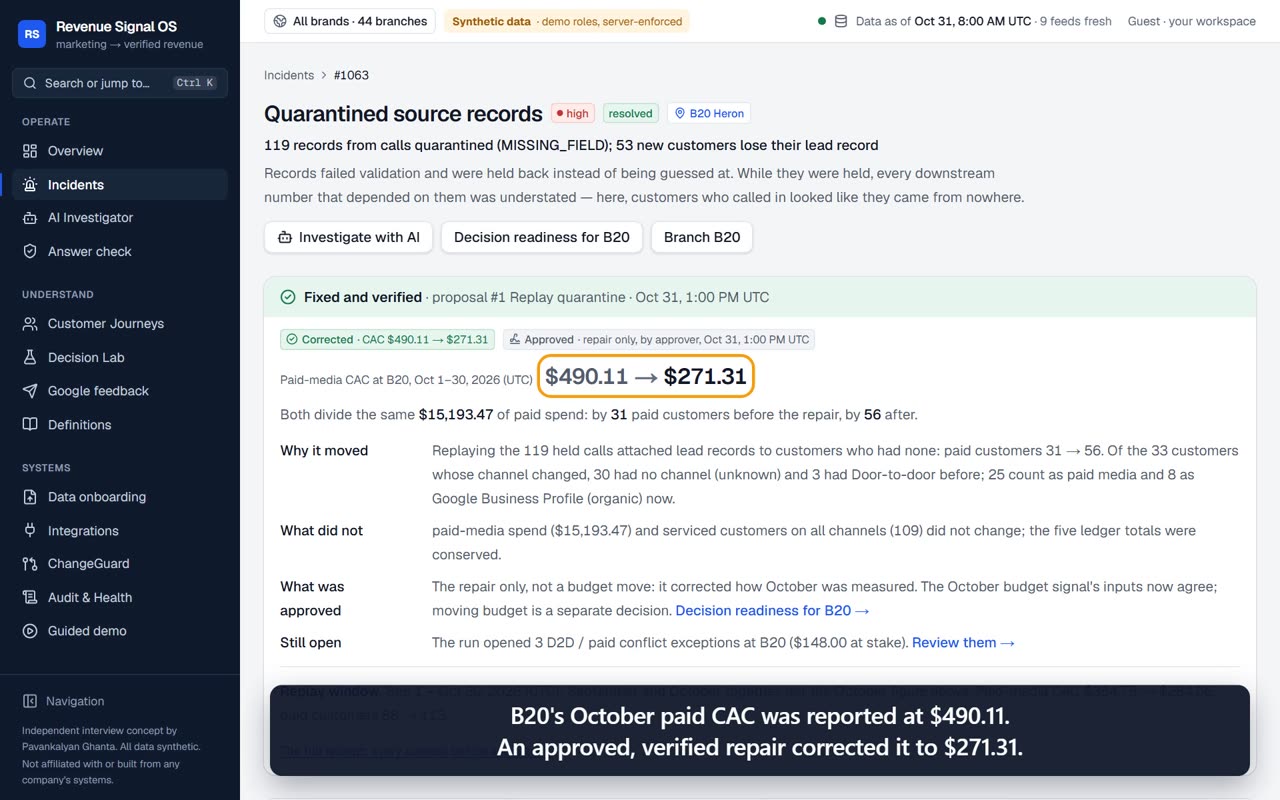 RS
Revenue Signal OS
marketing → verified revenue
Search or jump to...
Ctrl K
OPERATE
Overview
Incidents
AI Investigator
Answer check
UNDERSTAND
Customer Journeys
Decision Lab
Google feedback
Definitions
SYSTEMS
Data onboarding
Integrations
ChangeGuard
Audit & Health
Guided demo
Navigation
Independent interview concept by
Pavankalyan Ghanta. All data synthetic.
Not affiliated with or built from any
company's systems.
All brands · 44 branches
Synthetic data · demo roles, server-enforced
Data as of Oct 31, 8:00 AM UTC · 9 feeds fresh
Guest · your workspace
Incidents > #1063
Quarantined source records
high
resolved
B20 Heron
119 records from calls quarantined (MISSING_FIELD); 53 new customers lose their lead record
Records failed validation and were held back instead of being guessed at. While they were held, every downstream
number that depended on them was understated — here, customers who called in looked like they came from nowhere.
Investigate with AI
Decision readiness for B20
Branch B20
Fixed and verified · proposal #1 Replay quarantine · Oct 31, 1:00 PM UTC
Corrected · CAC $490.11 → $271.31
Approved · repair only, by approver, Oct 31, 1:00 PM UTC
Paid-media CAC at B20, Oct 1–30, 2026 (UTC) $490.11 → $271.31
Both divide the same $15,193.47 of paid spend: by 31 paid customers before the repair, by 56 after.
Why it moved
Replaying the 119 held calls attached lead records to customers who had none: paid customers 31 → 56. Of the 33 customers
whose channel changed, 30 had no channel (unknown) and 3 had Door-to-door before; 25 count as paid media and 8 as
Google Business Profile (organic) now.
What did not
paid-media spend ($15,193.47) and serviced customers on all channels (109) did not change; the five ledger totals were
conserved.
What was
approved
The repair only, not a budget move: it corrected how October was measured. The October budget signal's inputs now agree;
moving budget is a separate decision. Decision readiness for B20 →
Still open
The run opened 3 D2D / paid conflict exceptions at B20 ($148.00 at stake). Review them →
B20's October paid CAC was reported at $490.11.
An approved, verified repair corrected it to $271.31.